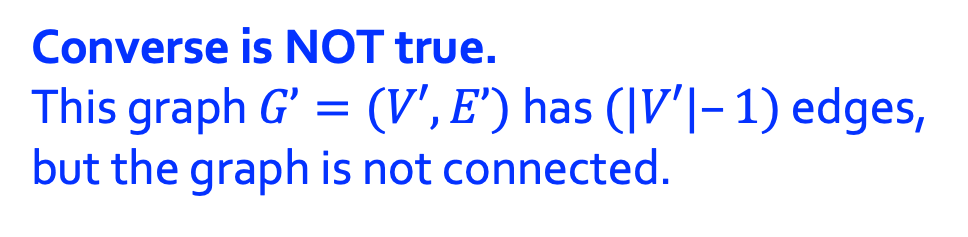 Converse is NOT true.
This graph G’ = (V′, E’) has (|V′|– 1) edges,
but the graph is not connected.